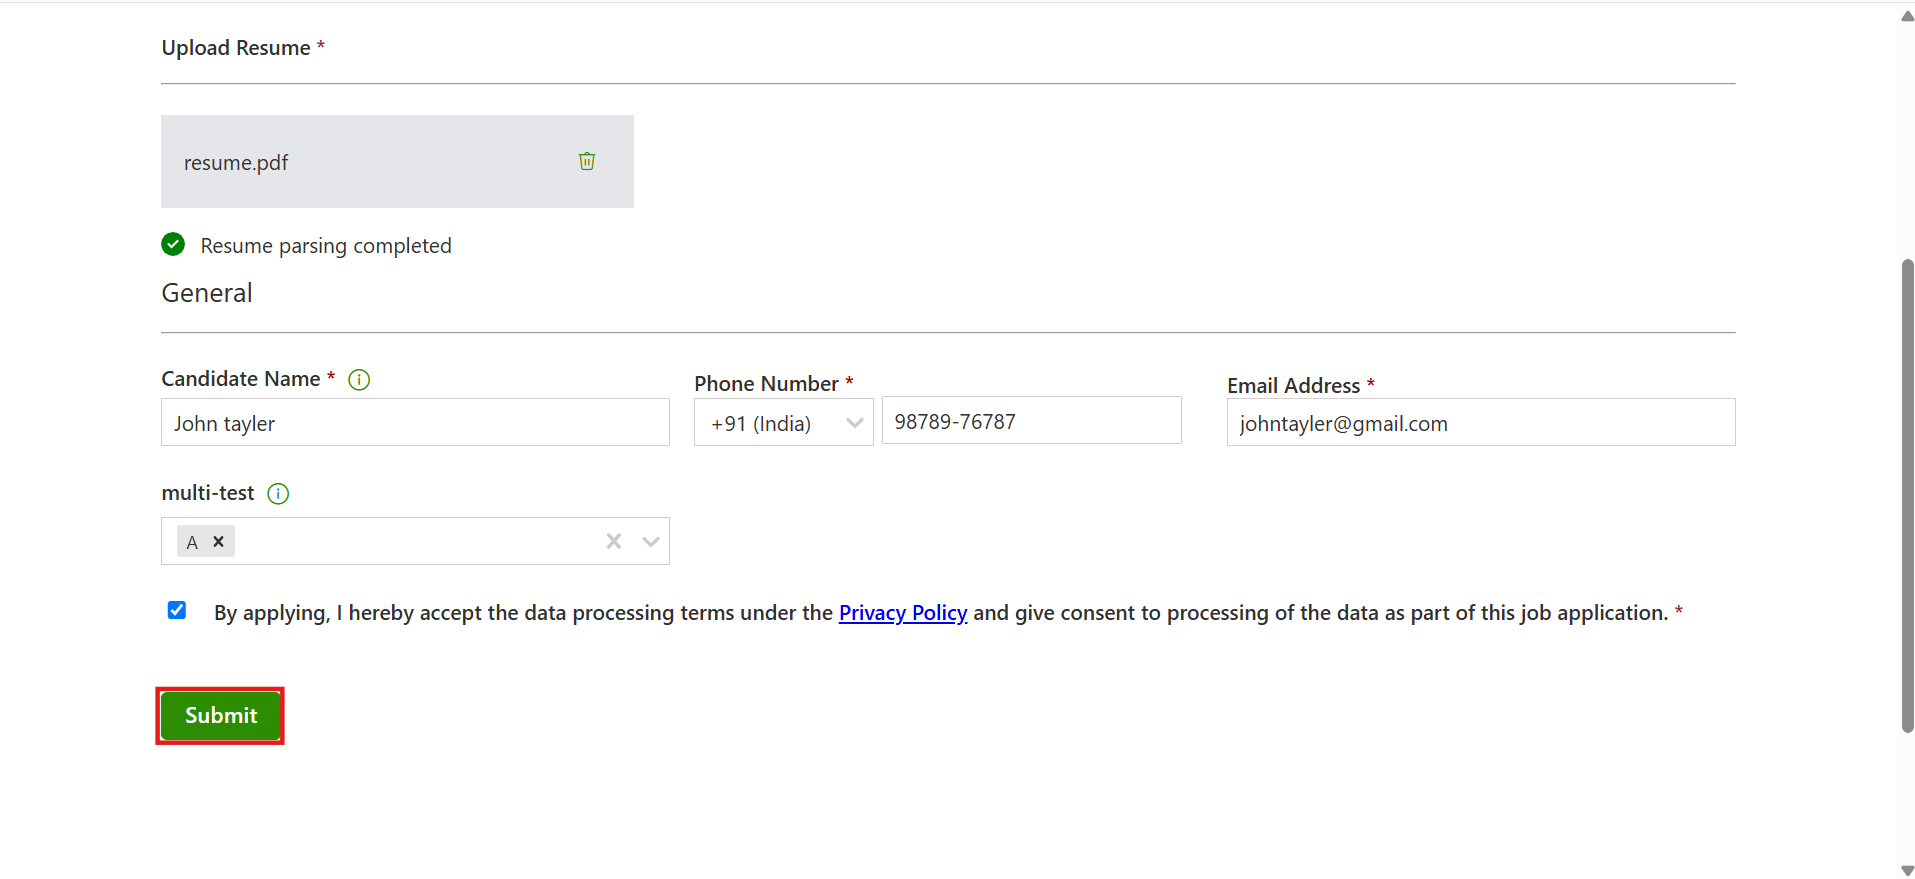 Upload Resume *
resume.pdf
Resume parsing completed
General
Candidate Name *
Phone Number *
Email Address *
John tayler
+91 (India)
98789-76787
johntayler@gmail.com
multi-test
A
By applying, I hereby accept the data processing terms under the Privacy Policy and give consent to processing of the data as part of this job application. *
Submit